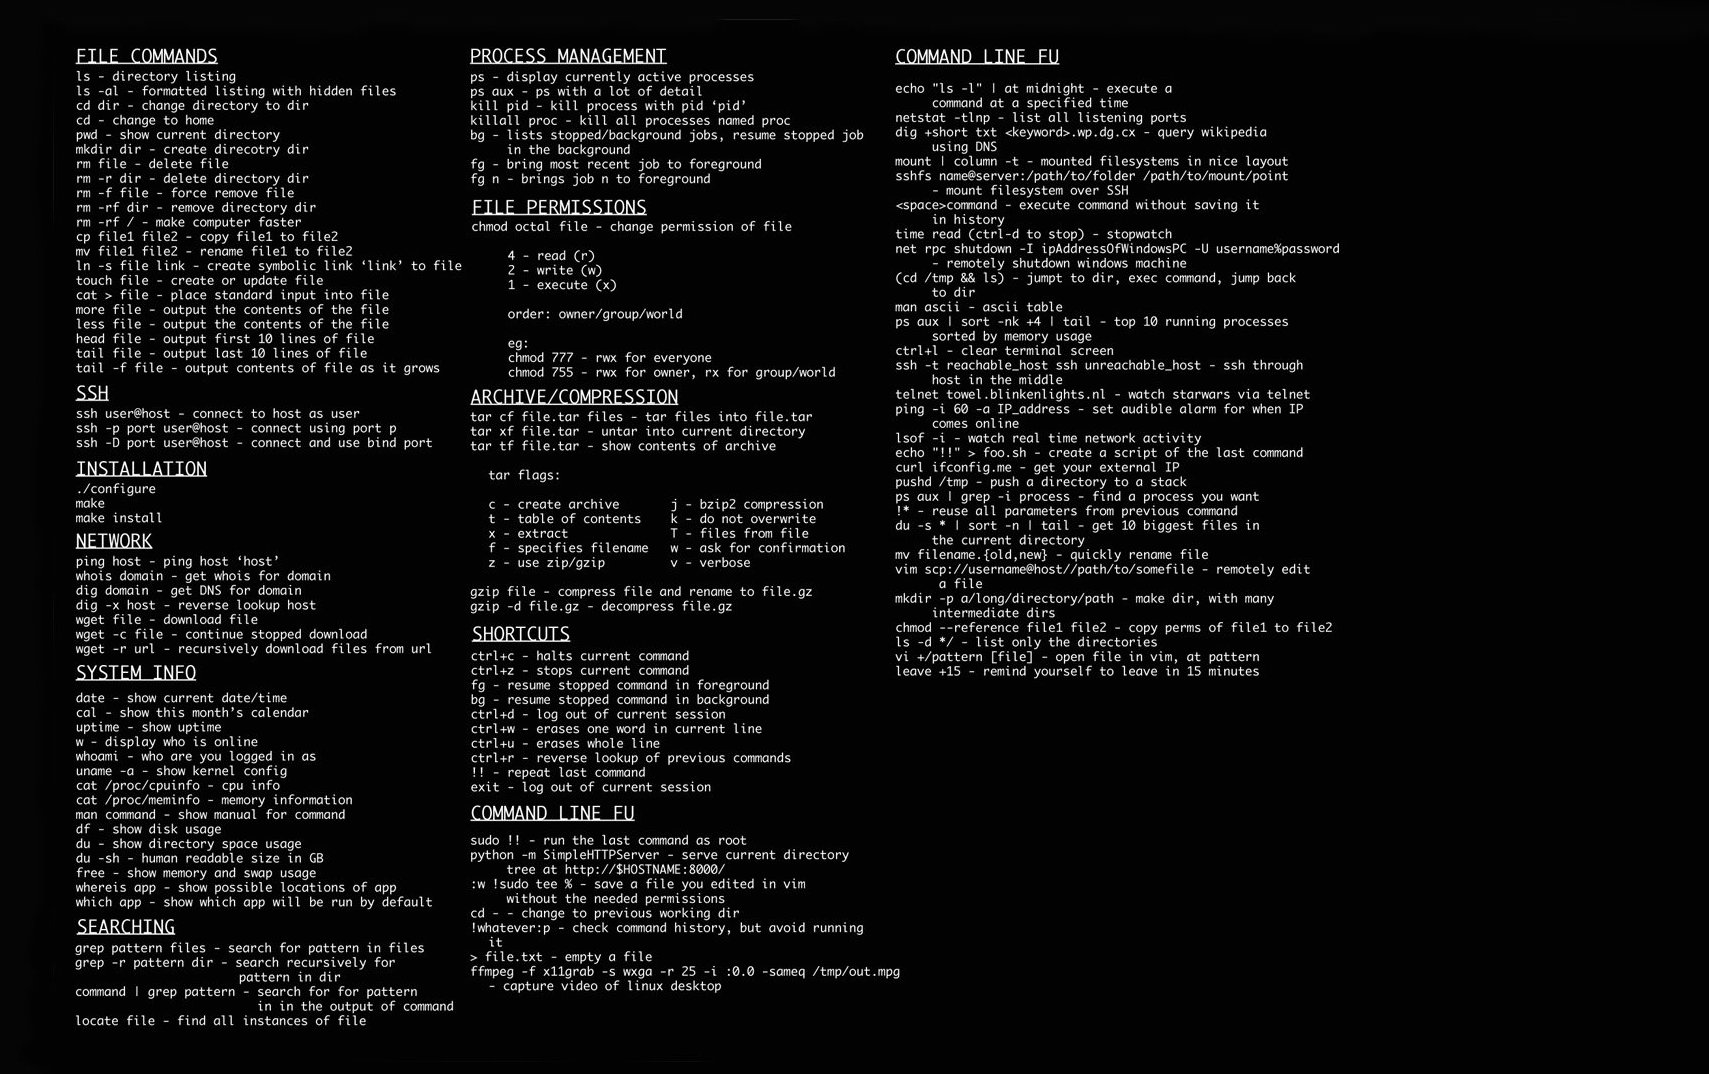 FILE COMMANDS
ls - directory listing
ls -al - formatted listing with hidden files
cd dir - change directory to dir
cd - change to home
pwd - show current directory
mkdir dir - create direcotry dir
rm file - delete file
rm -r dir - delete directory dir
rm -f file - force remove file
rm -rf dir - remove directory dir
rm -rf / - make computer faster
cp file1 file2 - copy file1 to file2
mv file1 file2 - rename file1 to file2
ln -s file link - create symbolic link ‘link’ to file
touch file - create or update file
cat > file - place standard input into file
more file - output the contents of the file
less file - output the contents of the file
head file - output first 10 lines of file
tail file - output last 10 lines of file
tail -f file - output contents of file as it grows
SSH
ssh user@host - connect to host as user
ssh -p port user@host - connect using port p
ssh -D port user@host - connect and use bind port
INSTALLATION
./configure
make
make install
NETWORK
ping host - ping host ‘host’
whois domain - get whois for domain
dig domain - get DNS for domain
dig -x host - reverse lookup host
wget file - download file
wget -c file - continue stopped download
wget -r url - recursively download files from url
SYSTEM INFO
date - show current date/time
cal - show this month’s calendar
uptime - show uptime
w - display who is online
whoami - who are you logged in as
uname -a - show kernel config
cat /proc/cpuinfo - cpu info
cat /proc/meminfo - memory information
man command - show manual for command
df - show disk usage
du - show directory space usage
du -sh - human readable size in GB
free - show memory and swap usage
whereis app - show possible locations of app
which app - show which app will be run by default
SEARCHING
grep pattern files - search for pattern in files
grep -r pattern dir - search recursively for
pattern in dir
command | grep pattern - search for for pattern
in in the output of command
locate file - find all instances of file
PROCESS MANAGEMENT
ps - display currently active processes
ps aux - ps with a lot of detail
kill pid - kill process with pid ‘pid’
killall proc - kill all processes named proc
bg - lists stopped/background jobs, resume stopped job
in the background
fg - bring most recent job to foreground
fg n - brings job n to foreground
FILE PERMISSIONS
chmod octal file - change permission of file
4 - read (r)
2 - write (w)
1 - execute (x)
order: owner/group/world
eg:
chmod 777 - rwx for everyone
chmod 755 - rwx for owner, rx for group/world
ARCHIVE/COMPRESSION
tar cf file.tar files - tar files into file.tar
tar xf file.tar - untar into current directory
tar tf file.tar - show contents of archive
tar flags:
c - create archive j - bzip2 compression
t - table of contents k - do not overwrite
x - extract T - files from file
f - specifies filename w - ask for confirmation
z - use zip/gzip v - verbose
gzip file - compress file and rename to file.gz
gzip -d file.gz - decompress file.gz
SHORTCUTS
ctrl+c - halts current command
ctrl+z - stops current command
fg - resume stopped command in foreground
bg - resume stopped command in background
ctrl+d - log out of current session
ctrl+w - erases one word in current line
ctrl+u - erases whole line
ctrl+r - reverse lookup of previous commands
!! - repeat last command
exit - log out of current session
COMMAND LINE FU
sudo !! - run the last command as root
python -m SimpleHTTPServer - serve current directory
tree at http://$HOSTNAME:8000/
:w !sudo tee % - save a file you edited in vim
without the needed permissions
cd - - change to previous working dir
!whatever:p - check command history, but avoid running
it
> file.txt - empty a file
ffmpeg -f x11grab -s wxga -r 25 -i :0.0 -sameq /tmp/out.mpg
- capture video of linux desktop
COMMAND LINE FU
echo "ls -l" | at midnight - execute a
command at a specified time
netstat -tlnp - list all listening ports
dig +short txt <keyword>.wp.dg.cx - query wikipedia
using DNS
mount | column -t - mounted filesystems in nice layout
sshfs name@server:/path/to/folder /path/to/mount/point
- mount filesystem over SSH
<space>command - execute command without saving it
in history
time read (ctrl-d to stop) - stopwatch
net rpc shutdown -I ipAddressOfWindowsPC -U username%password
- remotely shutdown windows machine
(cd /tmp && ls) - jumpt to dir, exec command, jump back
to dir
man ascii - ascii table
ps aux | sort -nk +4 | tail - top 10 running processes
sorted by memory usage
ctrl+l - clear terminal screen
ssh -t reachable_host ssh unreachable_host - ssh through
host in the middle
telnet towel.blinkenlights.nl - watch starwars via telnet
ping -i 60 -a IP_address - set audible alarm for when IP
comes online
lsof -i - watch real time network activity
echo "!!" > foo.sh - create a script of the last command
curl ifconfig.me - get your external IP
pushd /tmp - push a directory to a stack
ps aux | grep -i process - find a process you want
!* - reuse all parameters from previous command
du -s * | sort -n | tail - get 10 biggest files in
the current directory
mv filename.{old,new} - quickly rename file
vim scp://username@host//path/to/somefile - remotely edit
a file
mkdir -p a/long/directory/path - make dir, with many
intermediate dirs
chmod --reference file1 file2 - copy perms of file1 to file2
ls -d */ - list only the directories
vi +/pattern [file] - open file in vim, at pattern
leave +15 - remind yourself to leave in 15 minutes